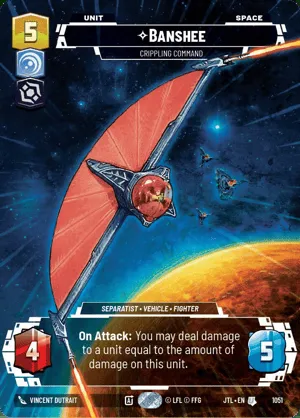 UNIT SPACE
5
BANSHEE
CRIPPLING COMMAND
SEPARATIST • VEHICLE • FIGHTER
On Attack: You may deal damage
to a unit equal to the amount of
damage on this unit.
4
5
VINCENT DUTRAIT © LFL © FFG JTL • EN 1051